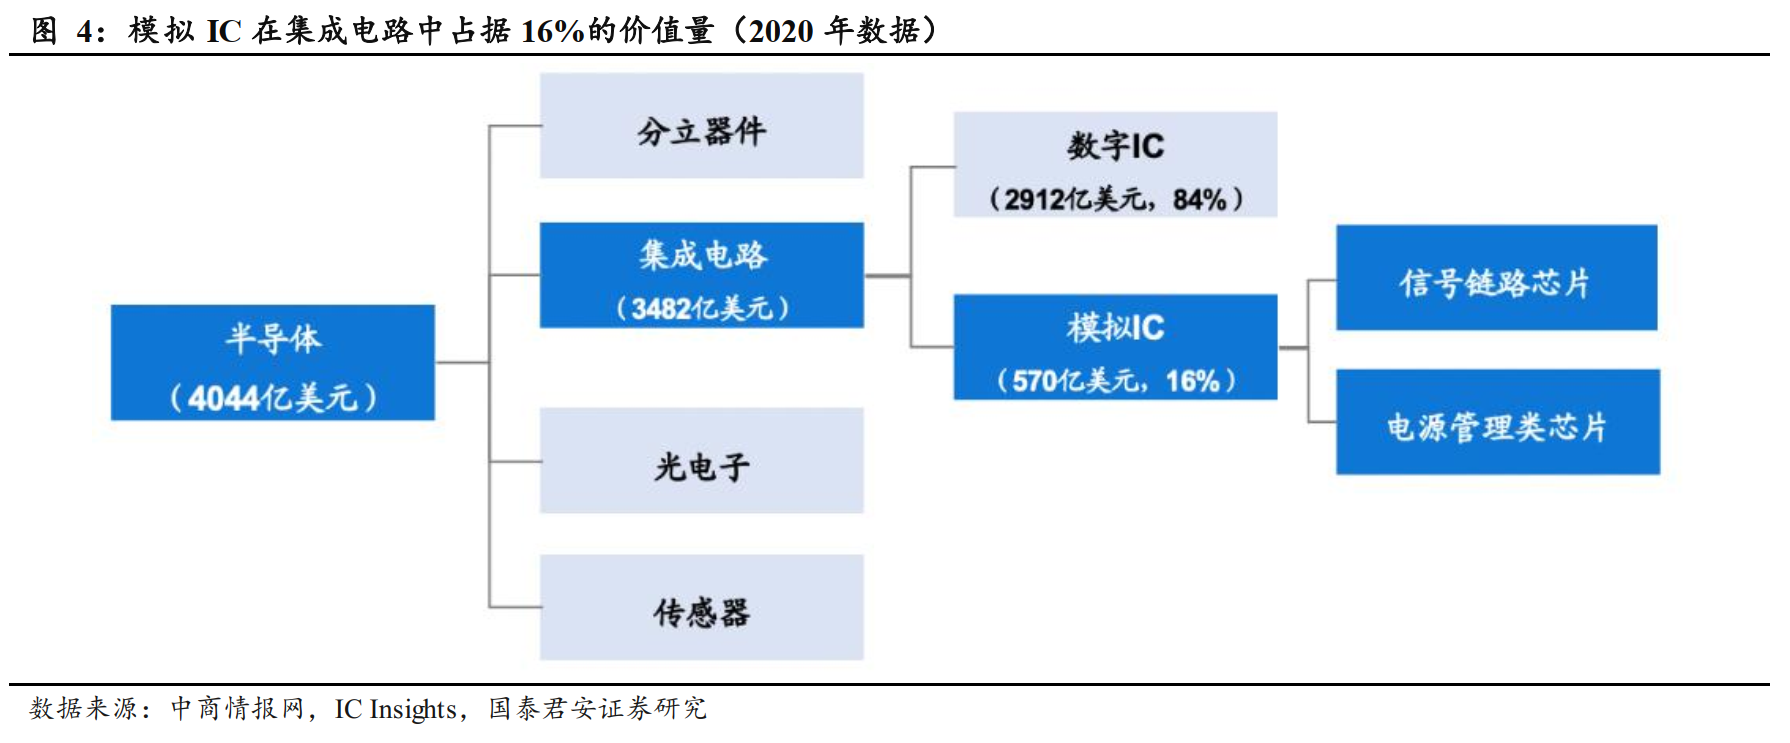 图 4：模拟 IC 在集成电路中占据 16%的价值量（2020 年数据）
分立器件
数字IC
（2912亿美元，84%）
集成电路
（3482亿美元）
信号链路芯片
半导体
（4044亿美元）
模拟IC
（570亿美元，16%）
电源管理类芯片
光电子
传感器
数据来源：中商情报网，IC Insights，国泰君安证券研究